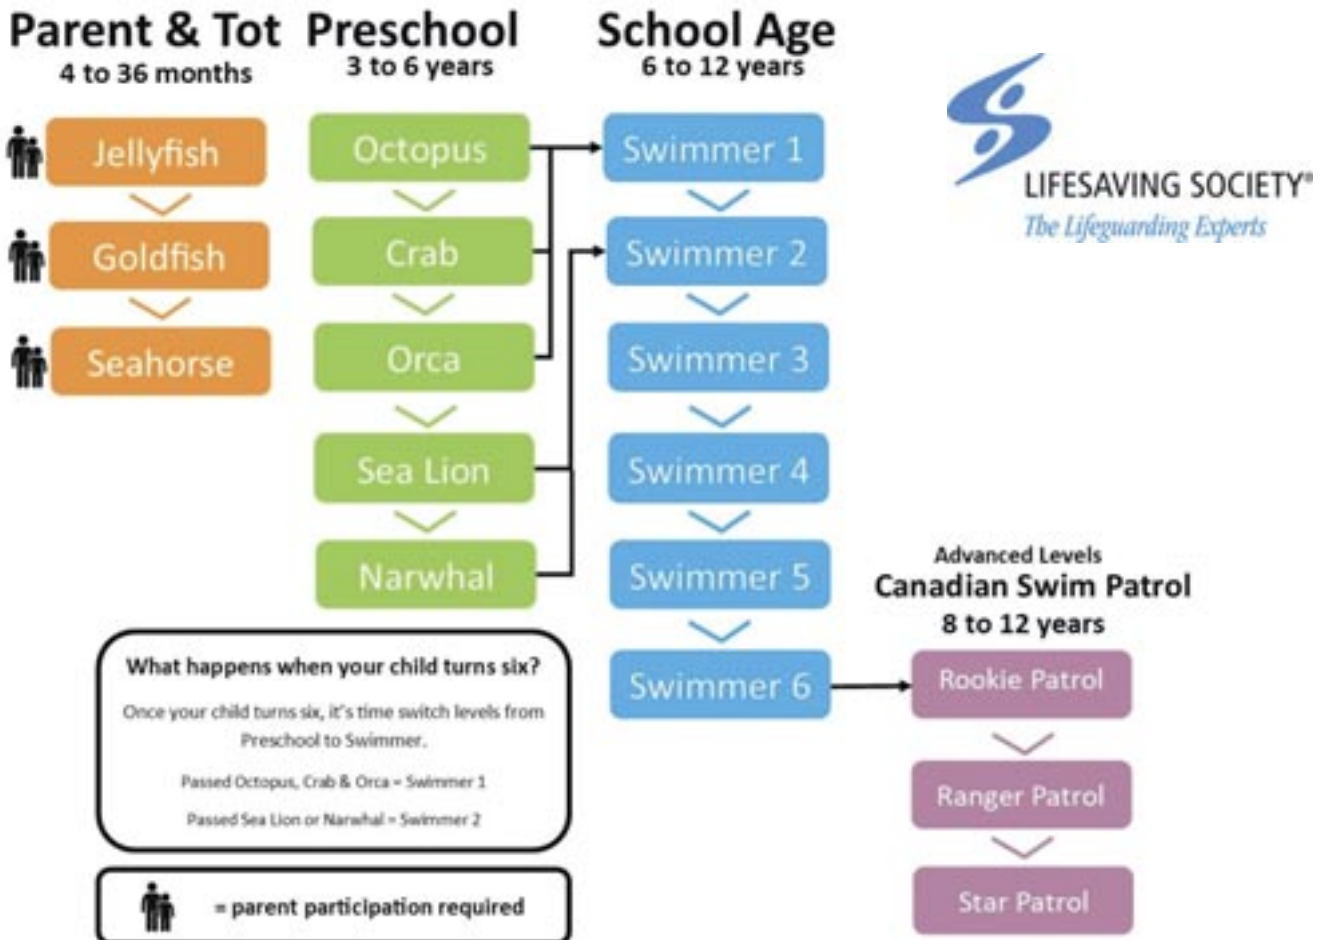 Parent & Tot
4 to 36 months
Jellyfish
Goldfish
Seahorse
Preschool
3 to 6 years
Octopus
Crab
Orca
Sea Lion
Narwhal
School Age
6 to 12 years
Swimmer 1
Swimmer 2
Swimmer 3
Swimmer 4
Swimmer 5
Swimmer 6
LIFESAVING SOCIETY®
The Lifeguarding Experts
Advanced Levels
Canadian Swim Patrol
8 to 12 years
Rookie Patrol
Ranger Patrol
Star Patrol
What happens when your child turns six?
Once your child turns six, it's time switch levels from
Preschool to Swimmer.
Passed Octopus, Crab & Orca = Swimmer 1
Passed Sea Lion or Narwhal = Swimmer 2
= parent participation required